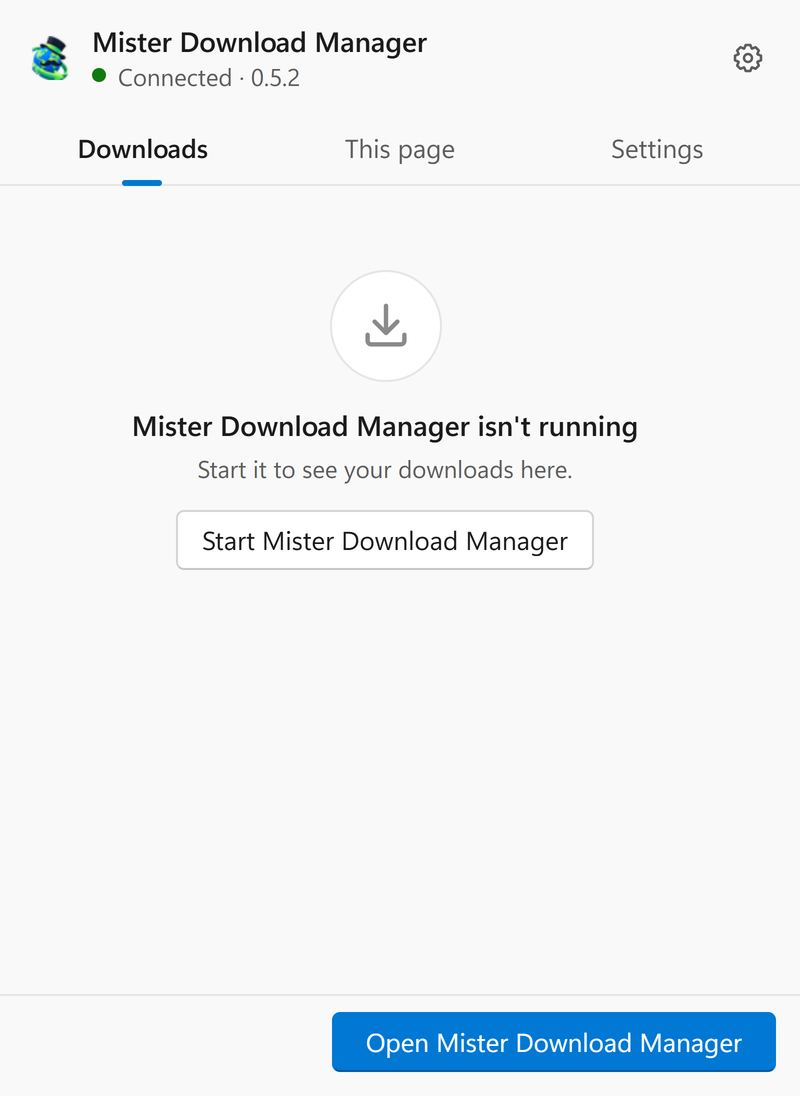 Mister Download Manager
Connected · 0.5.2
Downloads
This page
Settings
Mister Download Manager isn't running
Start it to see your downloads here.
Start Mister Download Manager
Open Mister Download Manager